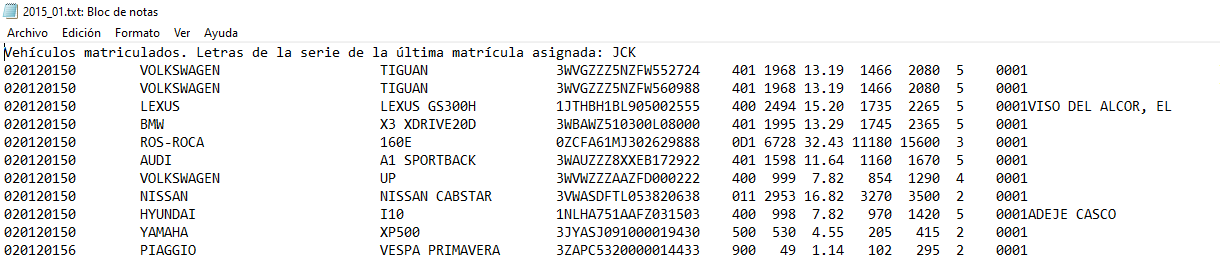 2015_01.txt: Bloc de notas
Archivo Edición Formato Ver Ayuda
Vehículos matriculados. Letras de la serie de la última matrícula asignada: JCK
020120150 VOLKSWAGEN TIGUAN 3WVGZZZ5NZFW552724 401 1968 13.19 1466 2080 5 0001
020120150 VOLKSWAGEN TIGUAN 3WVGZZZ5NZFW560988 401 1968 13.19 1466 2080 5 0001
020120150 LEXUS LEXUS GS300H 1JTHBH1BL905002555 400 2494 15.20 1735 2265 5 0001VISO DEL ALCOR, EL
020120150 BMW X3 XDRIVE20D 3WBAWZ510300L08000 401 1995 13.29 1745 2365 5 0001
020120150 ROS-ROCA 160E 0ZCFA61MJ302629888 0D1 6728 32.43 11180 15600 3 0001
020120150 AUDI A1 SPORTBACK 3WAUZZZ8XXEB172922 401 1598 11.64 1160 1670 5 0001
020120150 VOLKSWAGEN UP 3WVWZZZAAZFD000222 400 999 7.82 854 1290 4 0001
020120150 NISSAN NISSAN CABSTAR 3VWASDFTL053820638 011 2953 16.82 3270 3500 2 0001
020120150 HYUNDAI I10 1NLHA751AAFZ031503 400 998 7.82 970 1420 5 0001ADEJE CASCO
020120150 YAMAHA XP500 3JYASJ091000019430 500 530 4.55 205 415 2 0001
020120156 PIAGGIO VESPA PRIMAVERA 3ZAPC5320000014433 900 49 1.14 102 295 2 0001